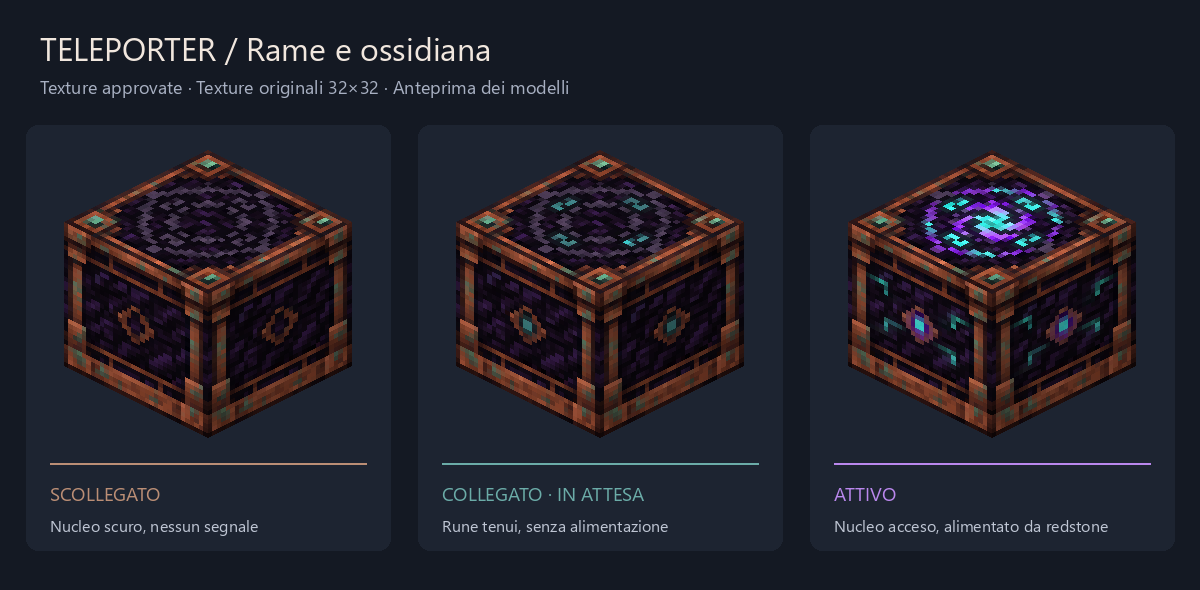 TELEPORTER / Rame e ossidiana
Texture approvate · Texture originali 32×32 · Anteprima dei modelli
SCOLLEGATO
Nucleo scuro, nessun segnale
COLLEGATO · IN ATTESA
Rune tenui, senza alimentazione
ATTIVO
Nucleo acceso, alimentato da redstone